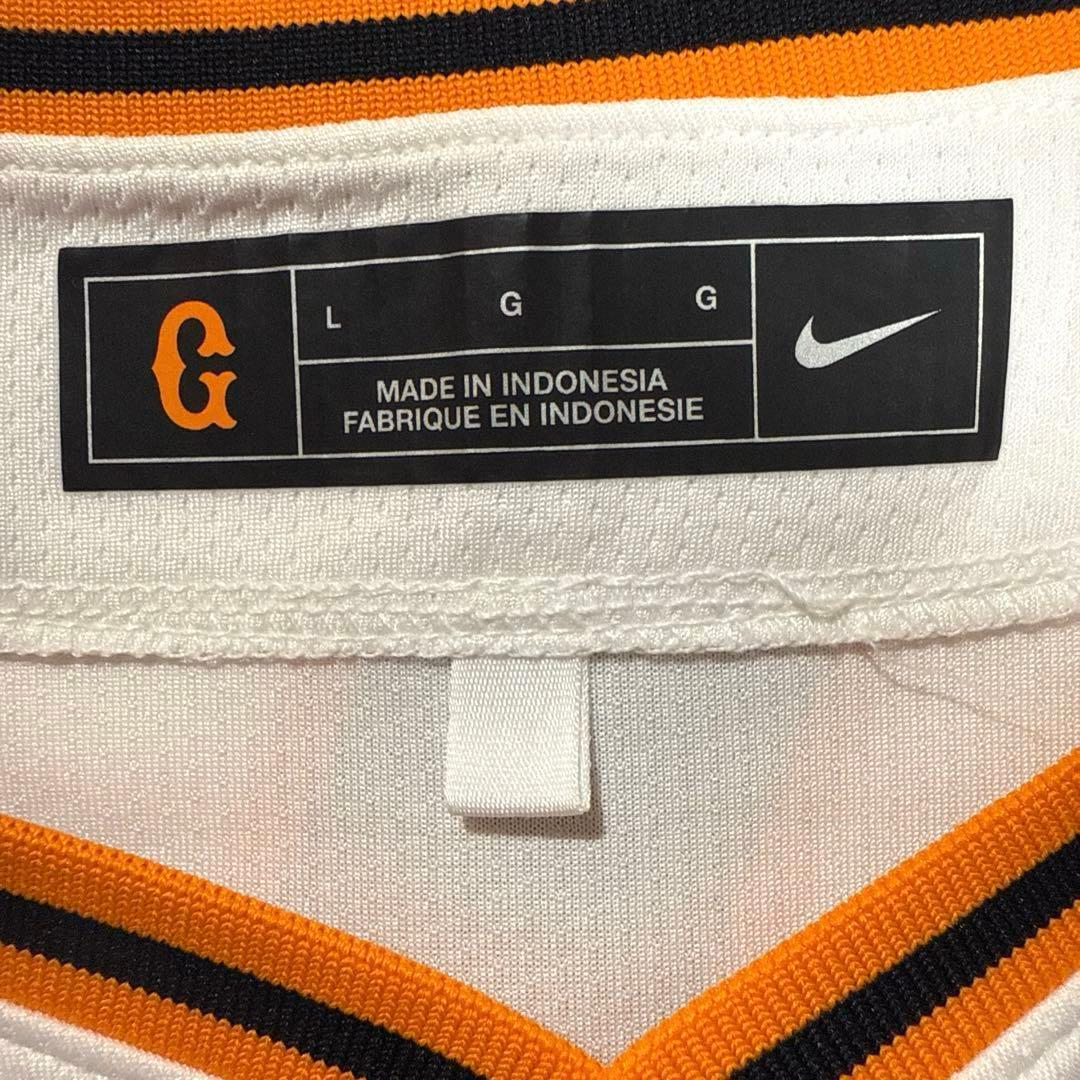 G
L G G
MADE IN INDONESIA
FABRIQUE EN INDONESIE